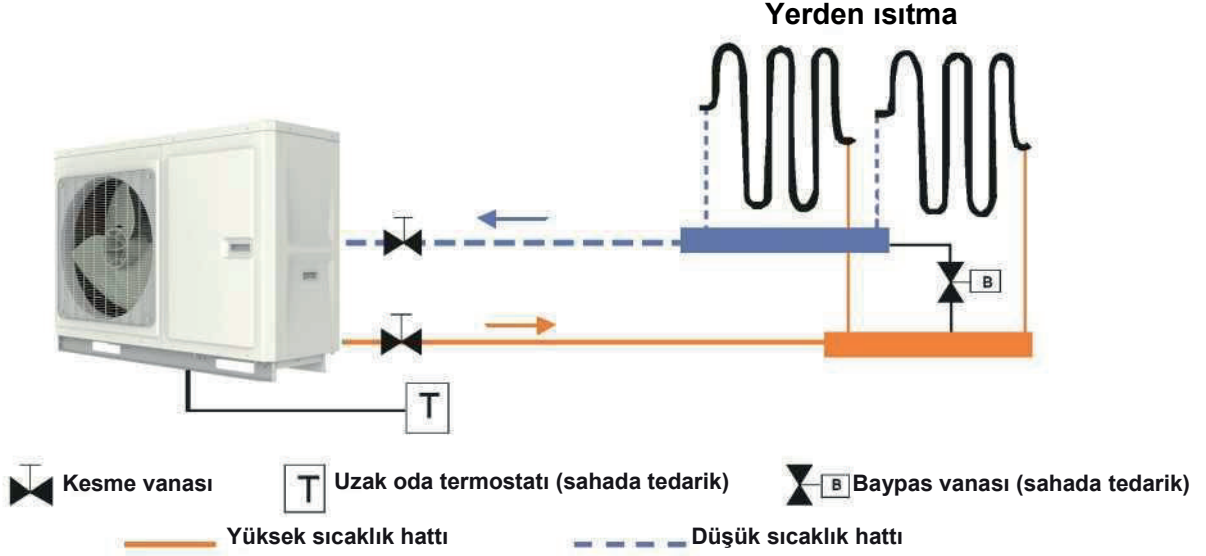 Yerden ısıtma
B
T
Kesme vanası
T
Uzak oda termostatı (sahada tedarik)
B
Baypas vanası (sahada tedarik)
Yüksek sıcaklık hattı
Düşük sıcaklık hattı